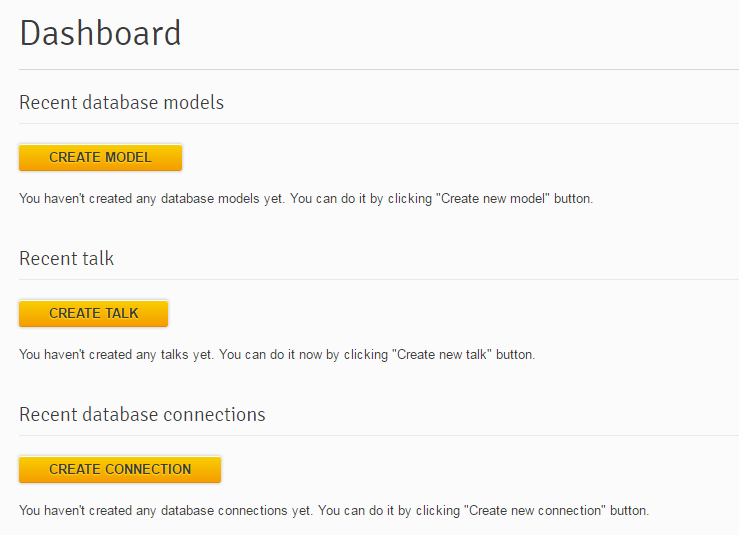 Dashboard
Recent database models
CREATE MODEL
You haven't created any database models yet. You can do it by clicking "Create new model" button.
Recent talk
CREATE TALK
You haven't created any talks yet. You can do it now by clicking "Create new talk" button.
Recent database connections
CREATE CONNECTION
You haven't created any database connections yet. You can do it by clicking "Create new connection" button.